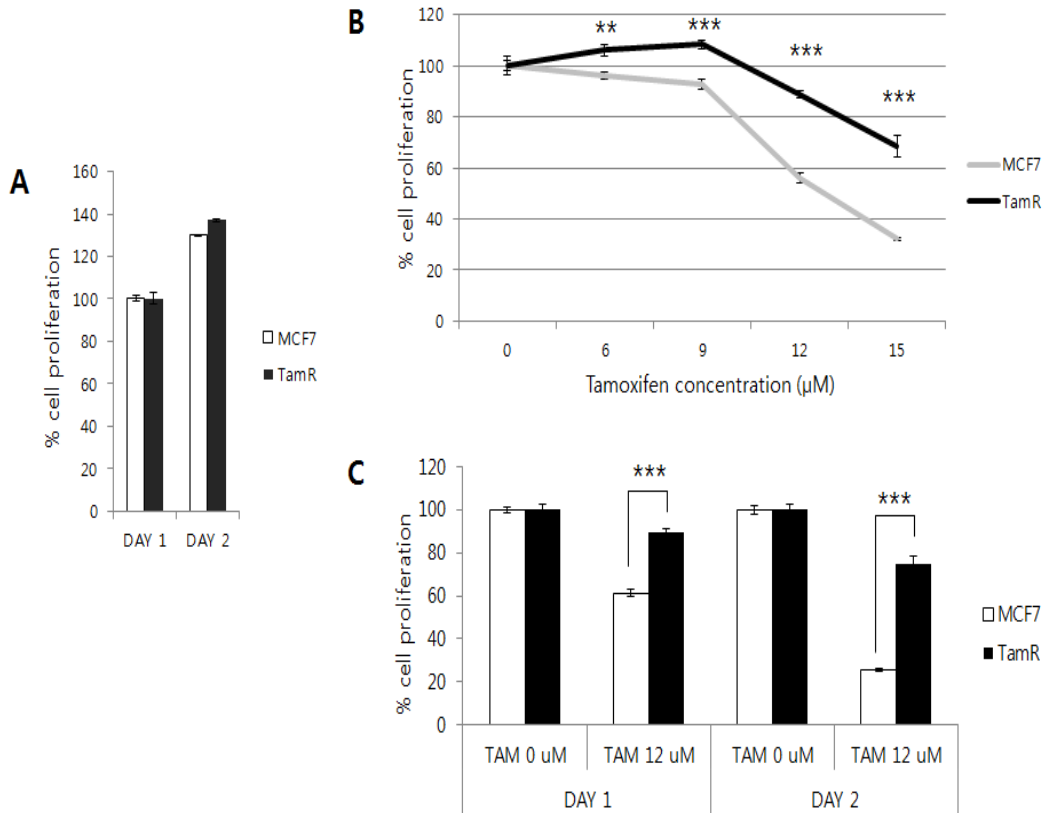 A
% cell proliferation
160
140
120
100
80
60
40
20
0
DAY 1 DAY 2
MCF7
TamR
B
% cell proliferation
120
100
80
60
40
20
0
** *** *** ***
0 6 9 12 15
Tamoxifen concentration (µM)
MCF7
TamR
C
% cell proliferation
120
100
80
60
40
20
0
*** ***
TAM 0 uM TAM 12 uM TAM 0 uM TAM 12 uM
DAY 1 DAY 2
MCF7
TamR